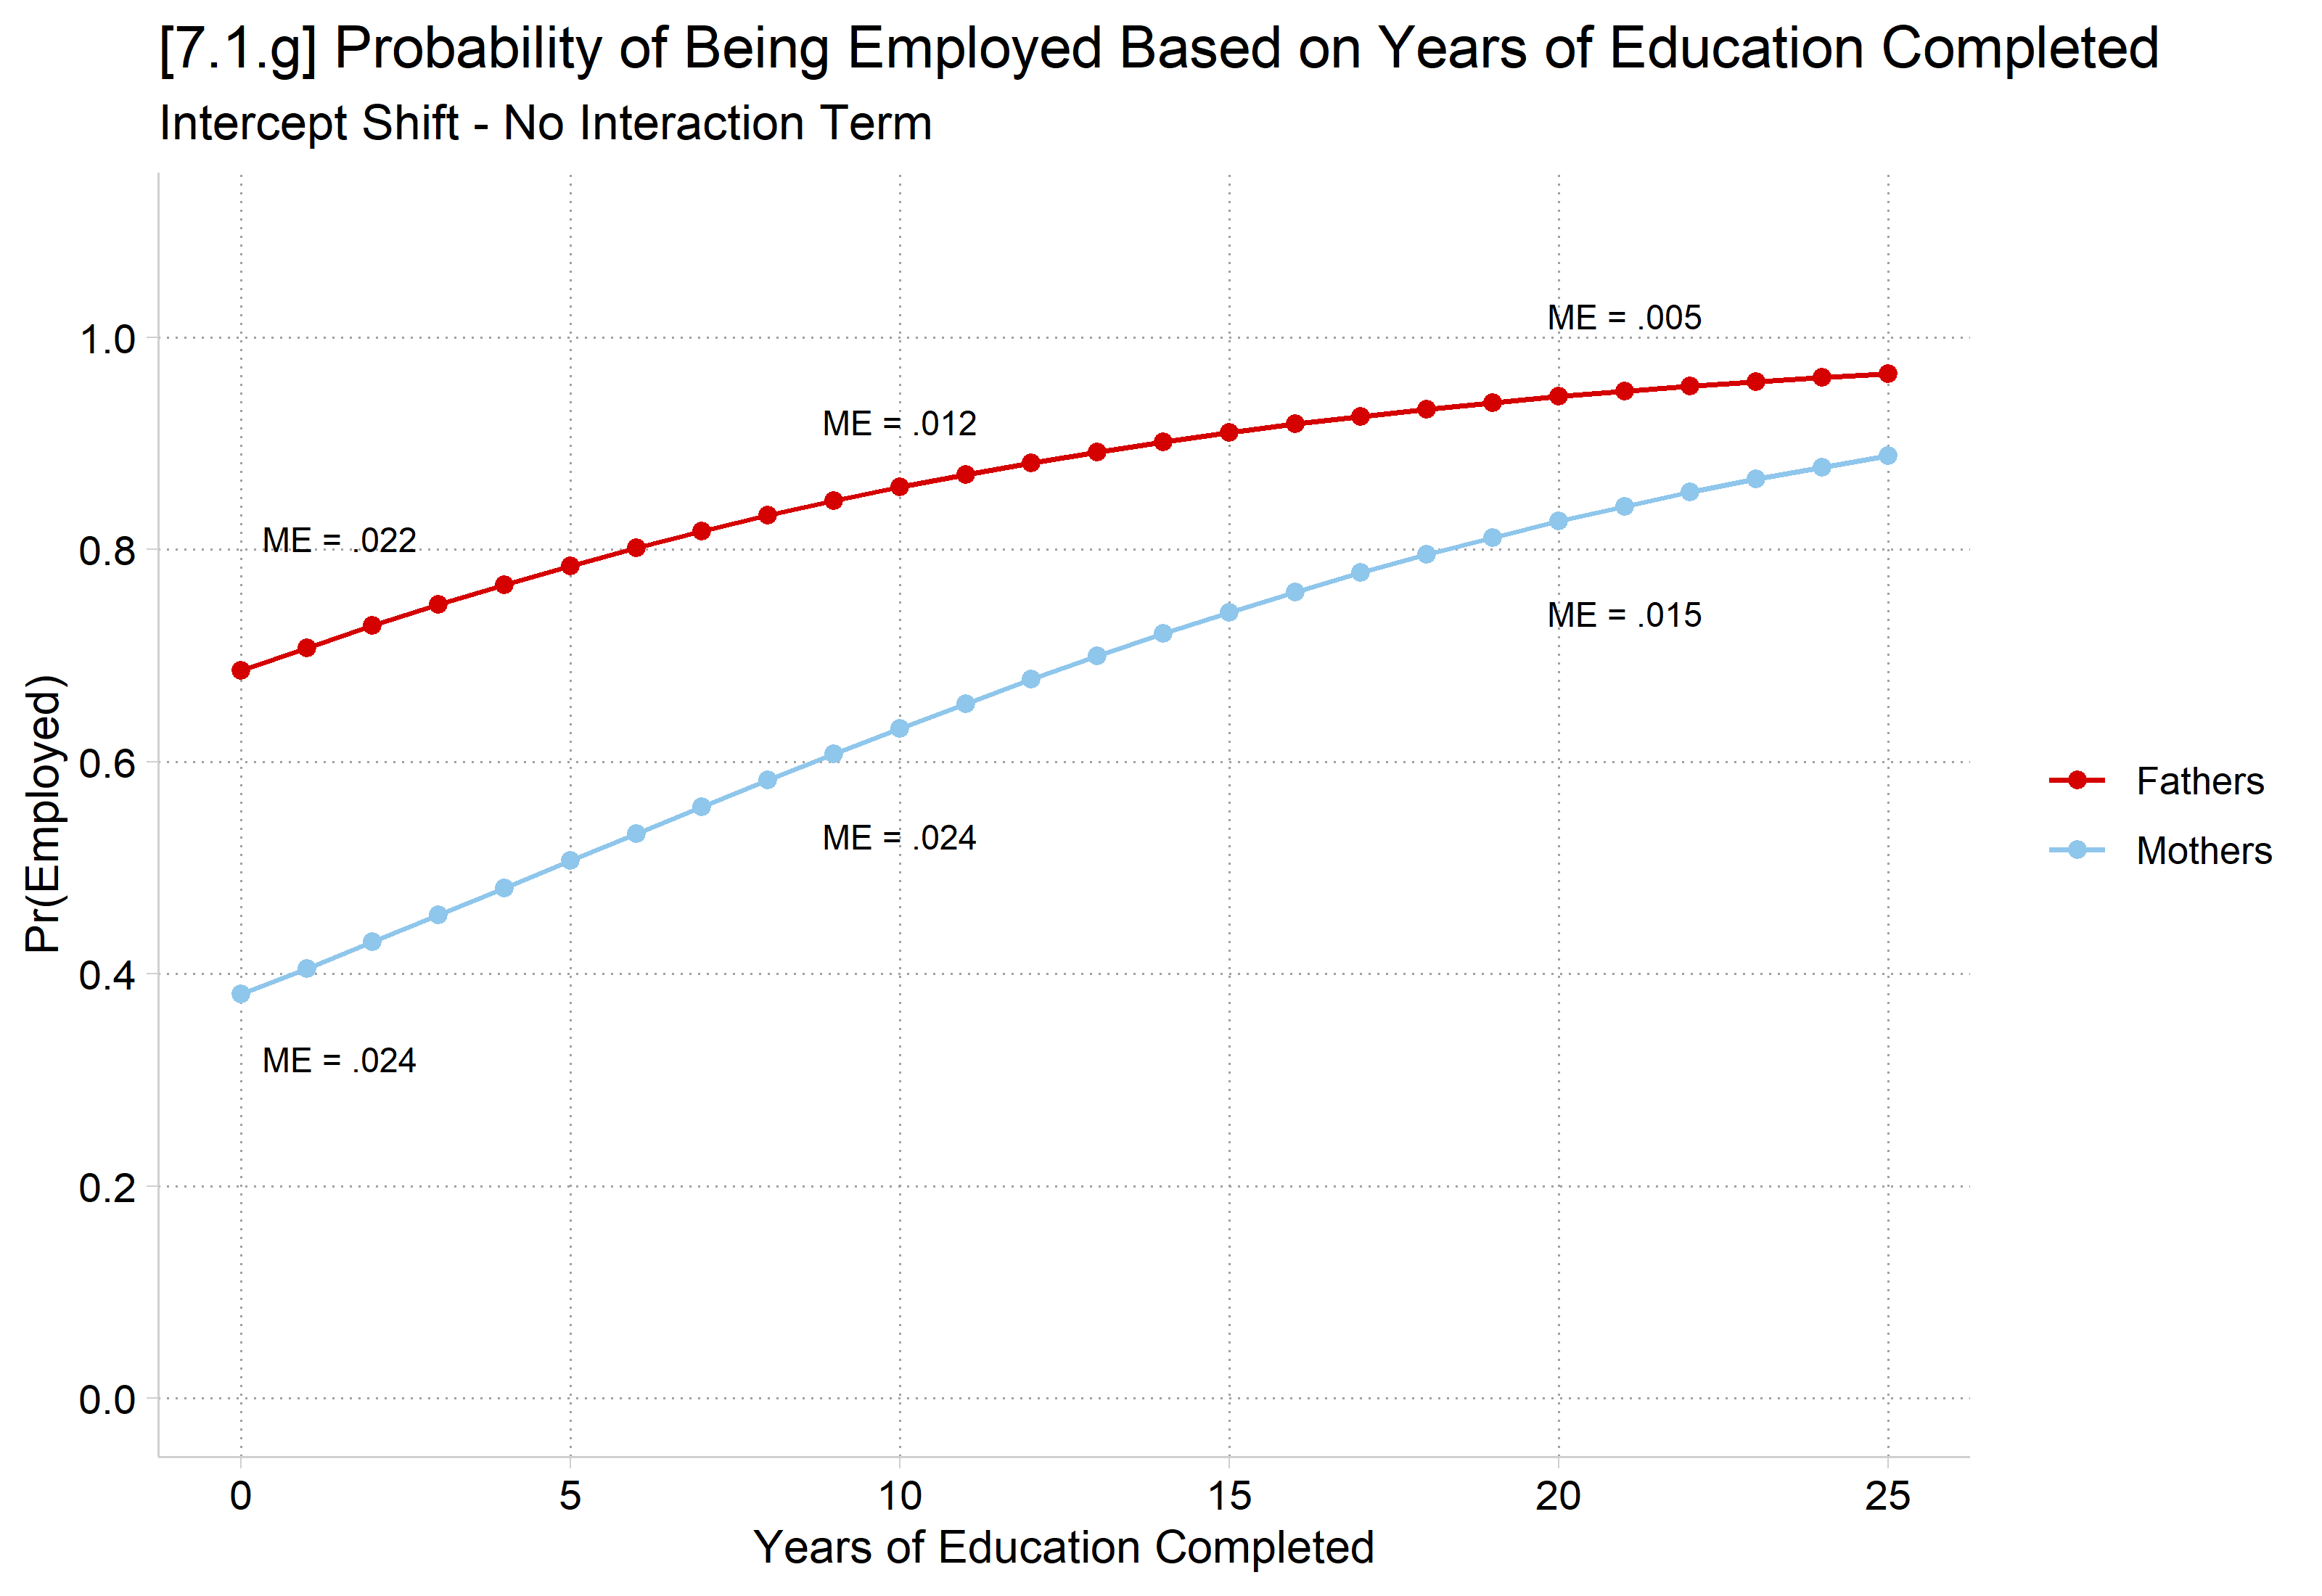 [7.1.g] Probability of Being Employed Based on Years of Education Completed
Intercept Shift - No Interaction Term
ME = .005
1.0
ME = .012
ME = .022
0.8
ME = .015
Pr(Employed)
0.6
Fathers
ME = .024
Mothers
0.4
ME = .024
0.2
0.0
0 5 10 15 20 25
Years of Education Completed